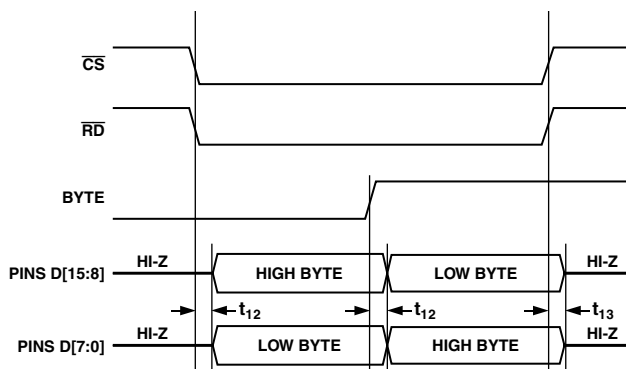 CS
RD
BYTE
PINS D[15:8] HI-Z HIGH BYTE LOW BYTE HI-Z
t12 t12 t13
PINS D[7:0] HI-Z LOW BYTE HIGH BYTE HI-Z